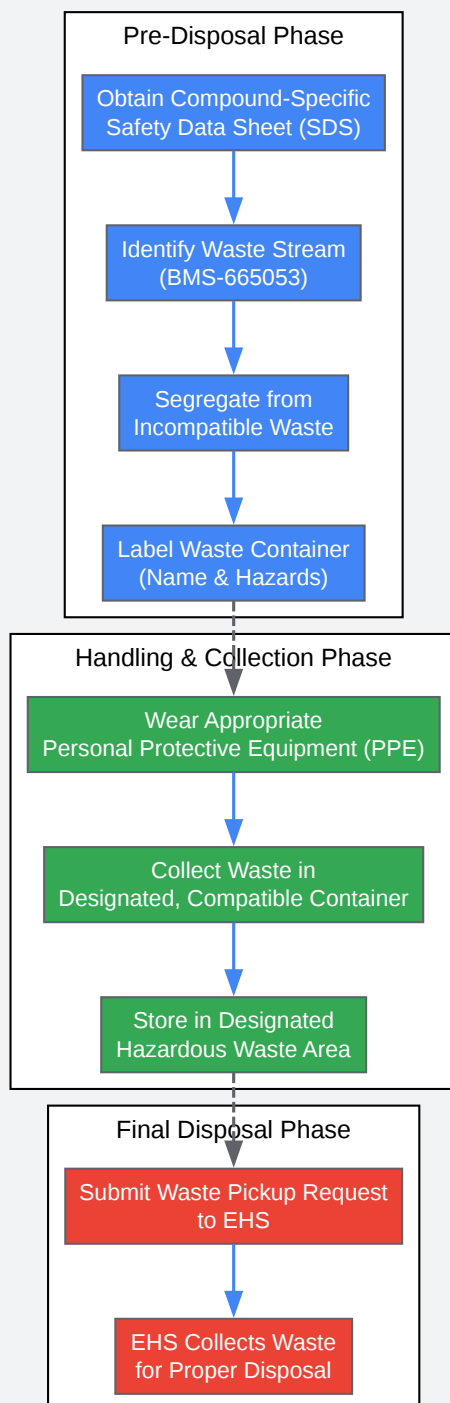 Pre-Disposal Phase
Obtain Compound-Specific
Safety Data Sheet (SDS)
Identify Waste Stream
(BMS-665053)
Segregate from
Incompatible Waste
Label Waste Container
(Name & Hazards)
Handling & Collection Phase
Wear Appropriate
Personal Protective Equipment (PPE)
Collect Waste in
Designated, Compatible Container
Store in Designated
Hazardous Waste Area
Final Disposal Phase
Submit Waste Pickup Request
to EHS
EHS Collects Waste
for Proper Disposal